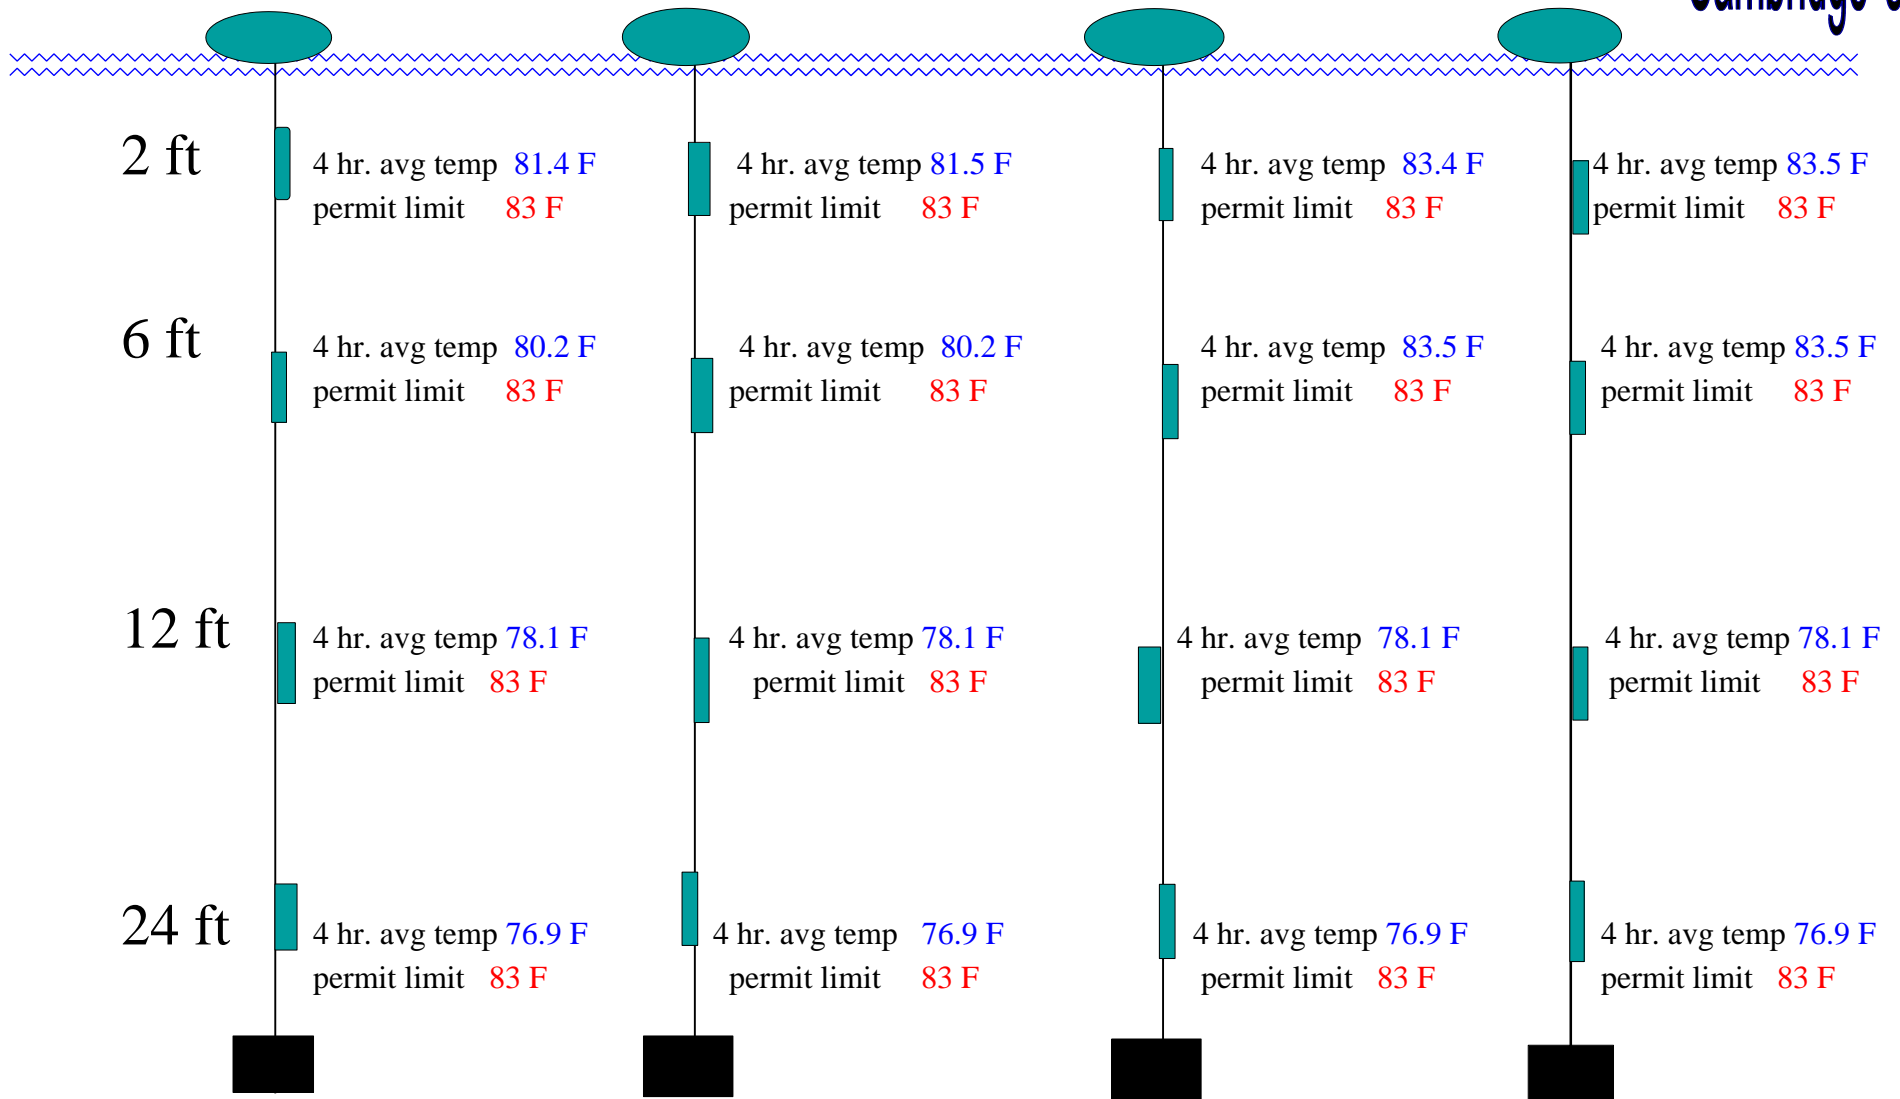 2 ft
4 hr. avg temp 81.4 F
permit limit 83 F
4 hr. avg temp 81.5 F
permit limit 83 F
4 hr. avg temp 83.4 F
permit limit 83 F
4 hr. avg temp 83.5 F
permit limit 83 F
6 ft
4 hr. avg temp 80.2 F
permit limit 83 F
4 hr. avg temp 80.2 F
permit limit 83 F
4 hr. avg temp 83.5 F
permit limit 83 F
4 hr. avg temp 83.5 F
permit limit 83 F
12 ft
4 hr. avg temp 78.1 F
permit limit 83 F
4 hr. avg temp 78.1 F
permit limit 83 F
4 hr. avg temp 78.1 F
permit limit 83 F
4 hr. avg temp 78.1 F
permit limit 83 F
24 ft
4 hr. avg temp 76.9 F
permit limit 83 F
4 hr. avg temp 76.9 F
permit limit 83 F
4 hr. avg temp 76.9 F
permit limit 83 F
4 hr. avg temp 76.9 F
permit limit 83 F